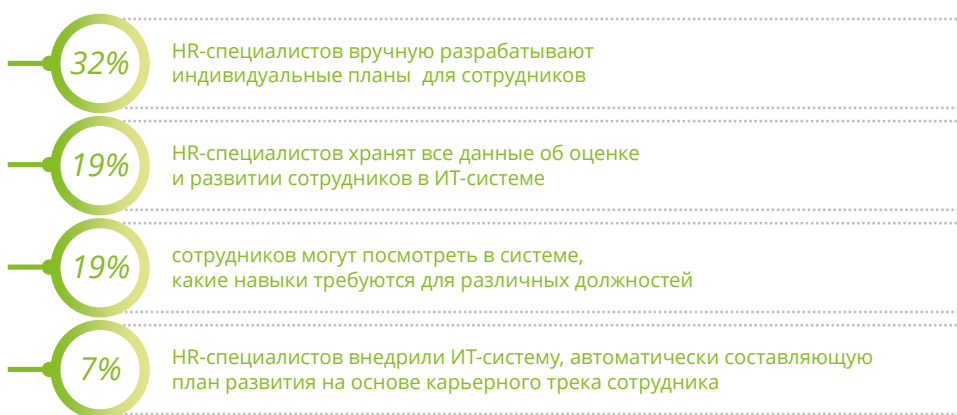 32%
HR-специалистов вручную разрабатывают
индивидуальные планы для сотрудников
19%
HR-специалистов хранят все данные об оценке
и развитии сотрудников в ИТ-системе
19%
сотрудников могут посмотреть в системе,
какие навыки требуются для различных должностей
7%
HR-специалистов внедрили ИТ-систему, автоматически составляющую
план развития на основе карьерного трека сотрудника